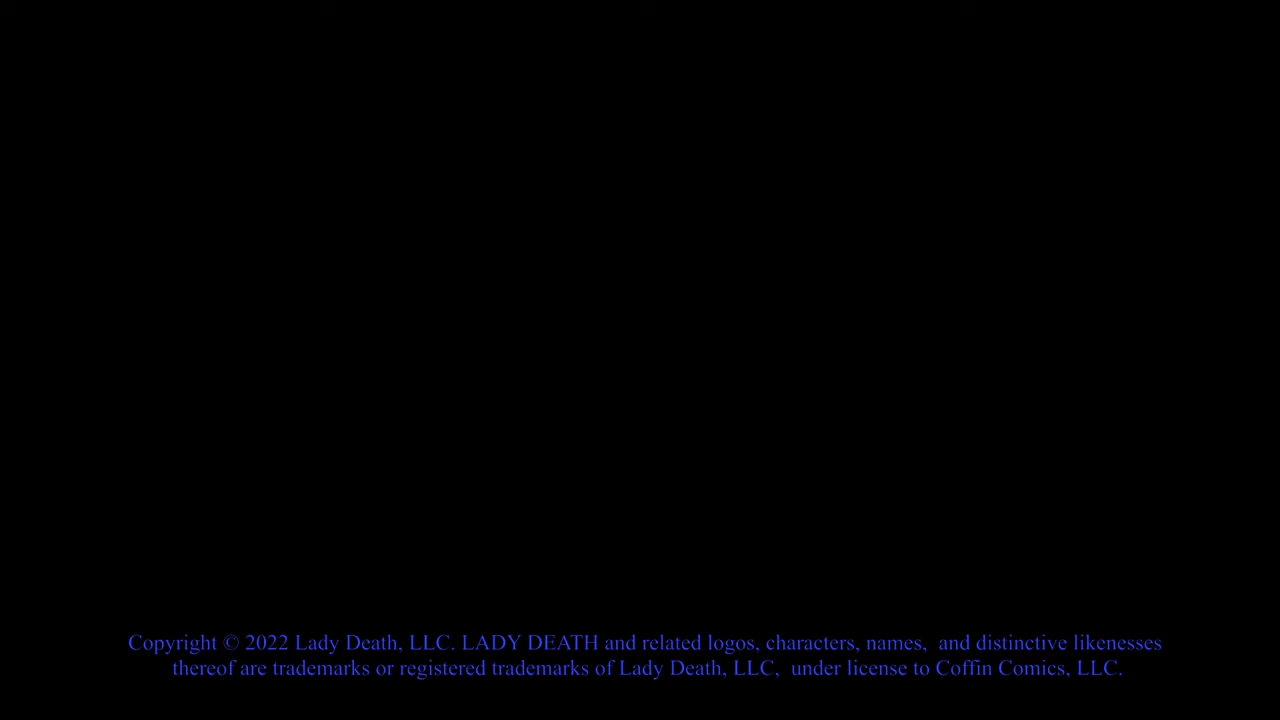 Copyright © 2022 Lady Death, LLC. LADY DEATH and related logos, characters, names,  and distinctive likenesses
thereof are trademarks or registered trademarks of Lady Death, LLC,  under license to Coffin Comics, LLC.